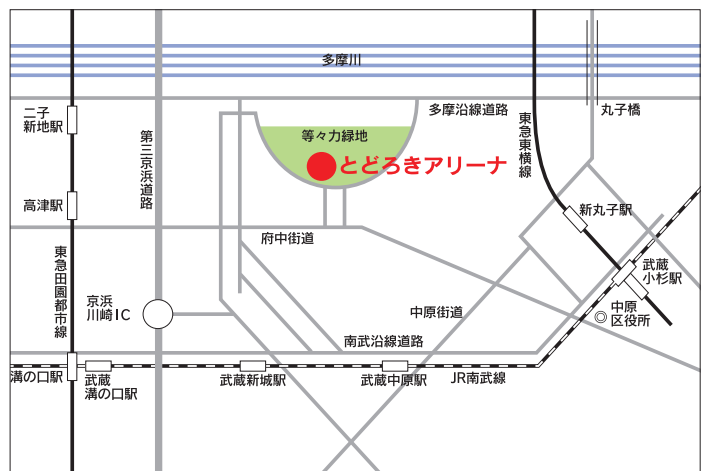 多摩川
二子
新地駅
第三京浜道路
多摩沿線道路
丸子橋
等々力緑地
東急東横線
とどろきアリーナ
高津駅
新丸子駅
府中街道
東急田園都市線
武蔵
小杉駅
京浜
川崎IC
中原街道
中原
区役所
南武沿線道路
溝の口駅
武蔵
溝の口駅
武蔵新城駅
武蔵中原駅
JR南武線